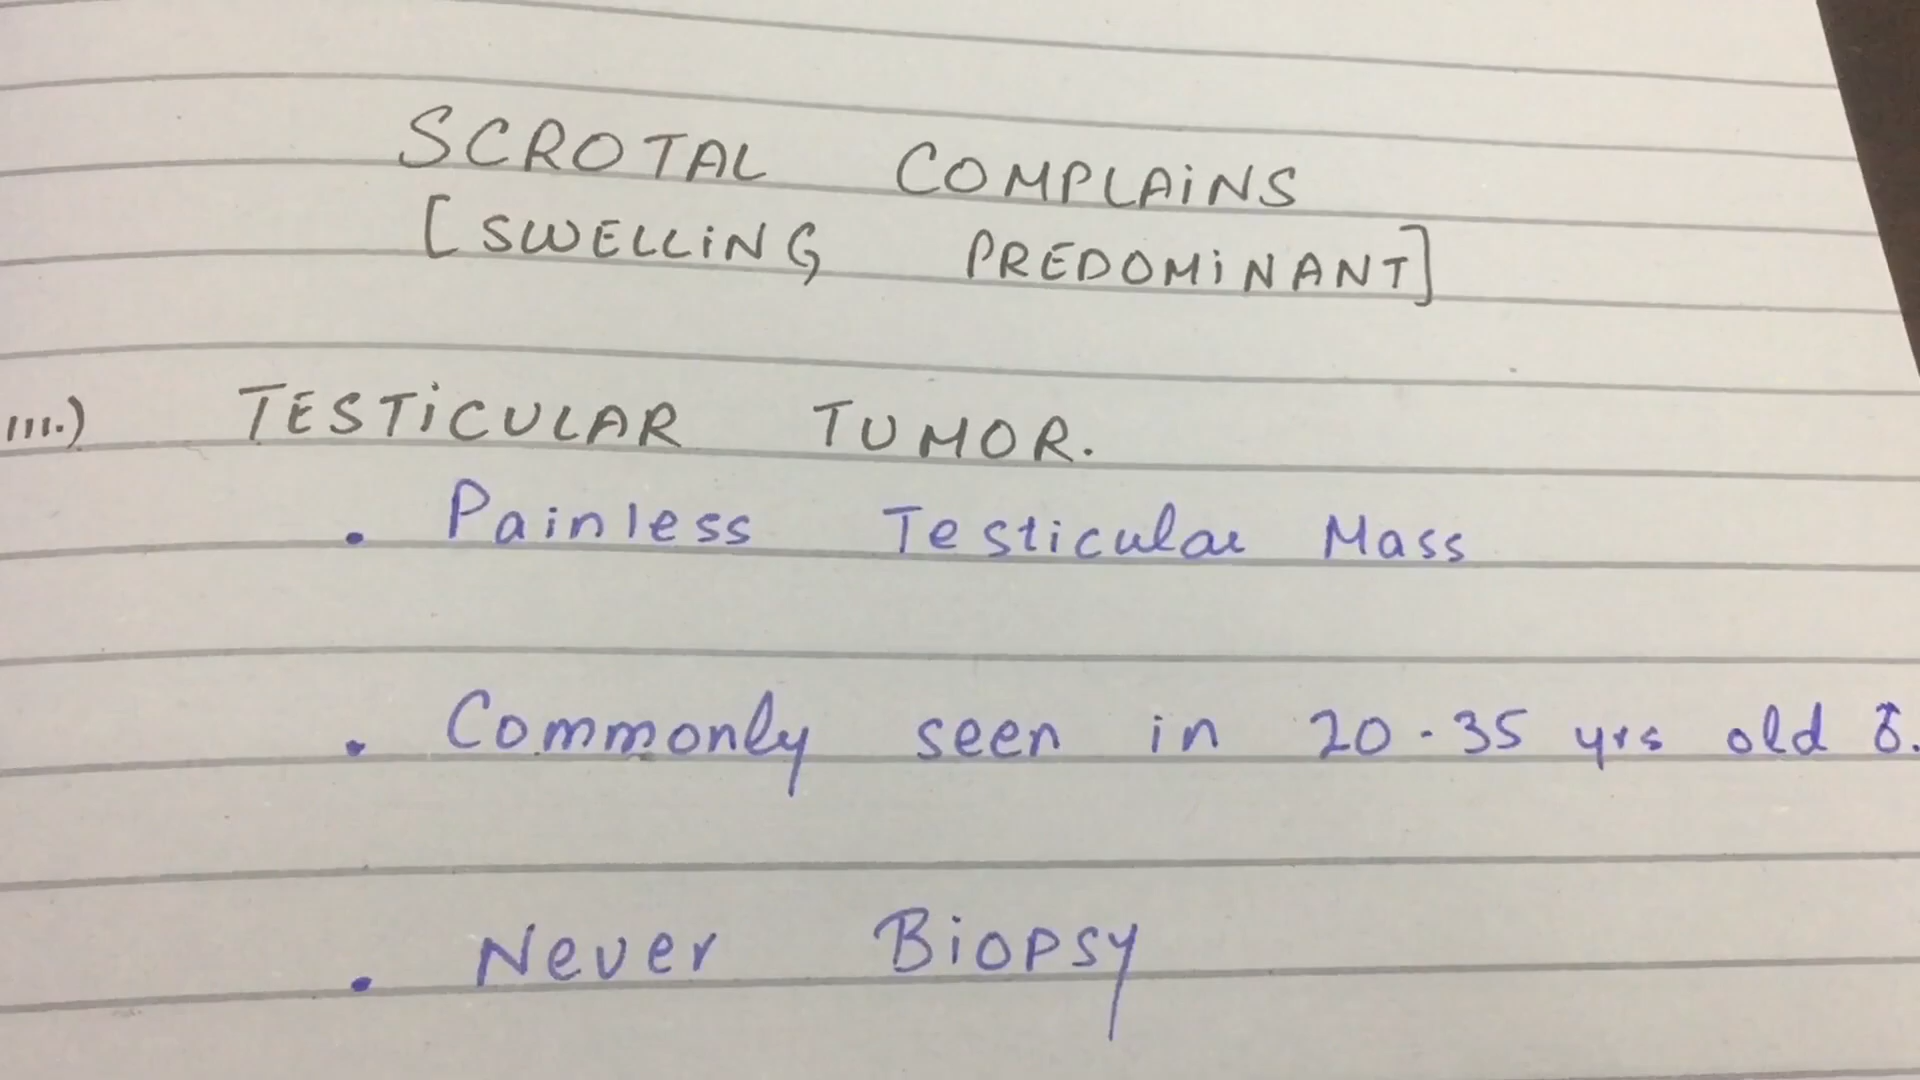 SCROTAL COMPLAINS
[SWELLING PREDOMINANT]
III.) TESTICULAR TUMOR.
. Painless Testicular Mass
. Commonly seen in 20-35 yrs old ♂.
. Never Biopsy